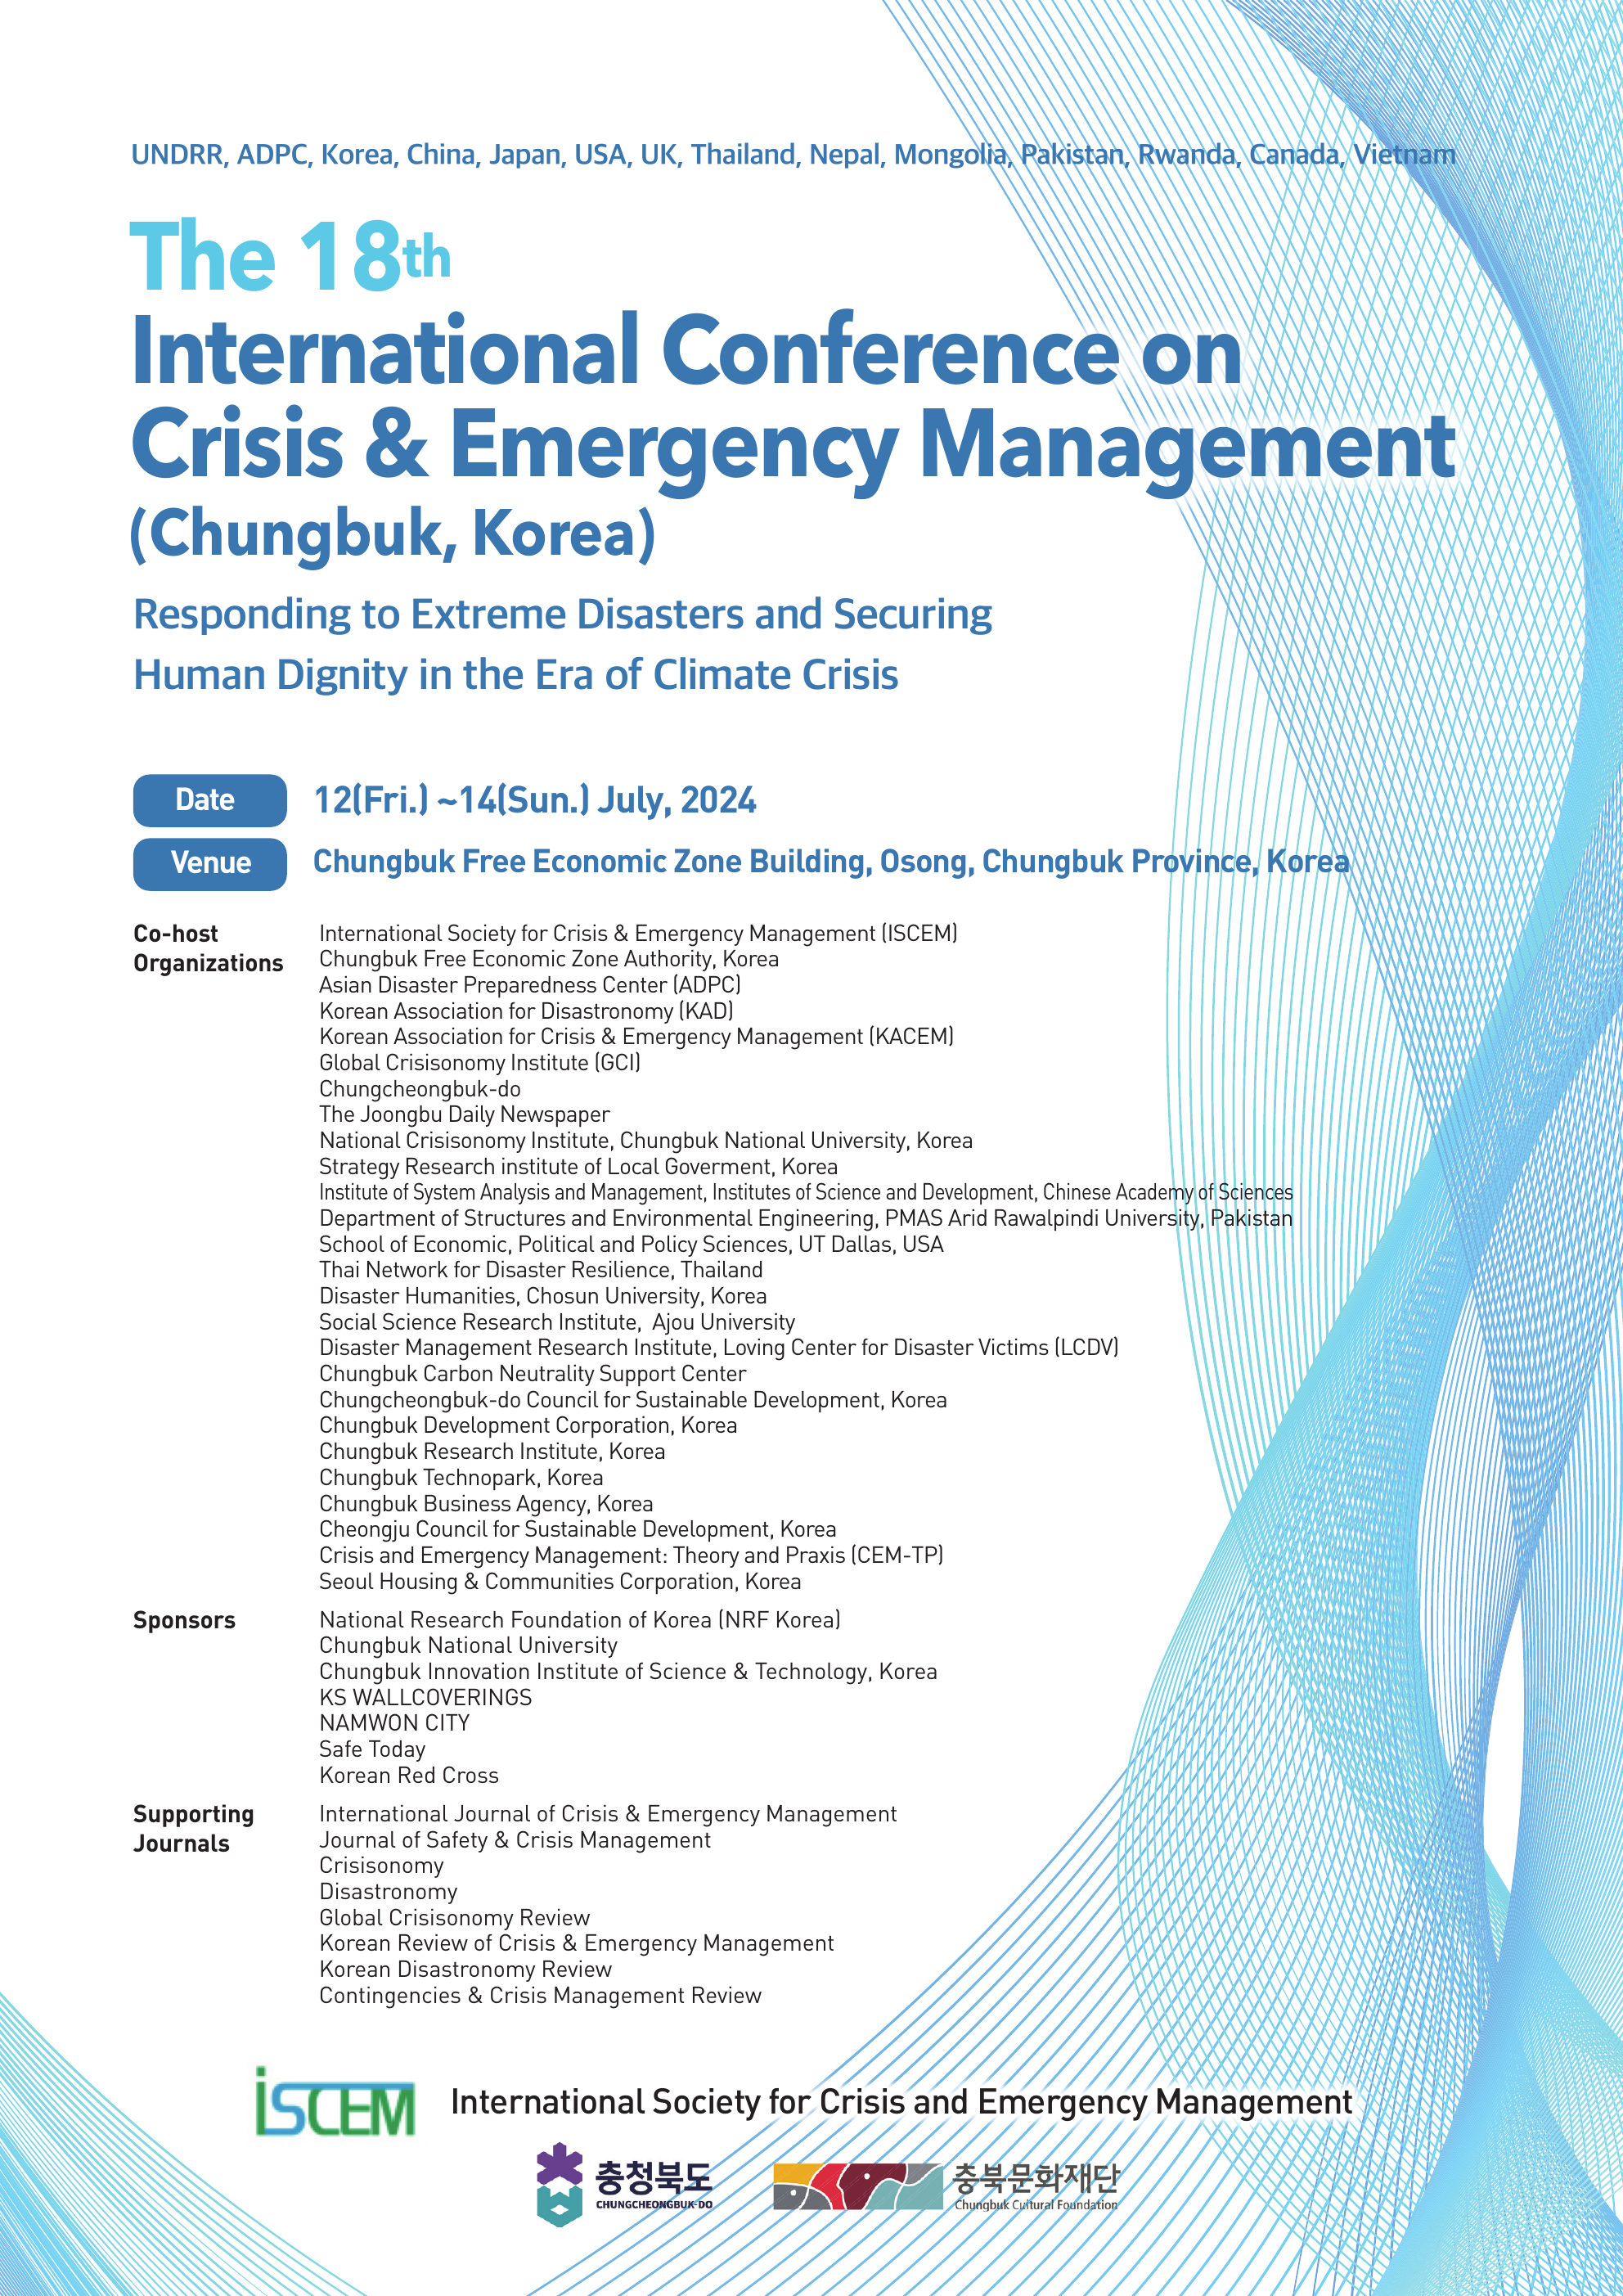 UNDRR, ADPC, Korea, China, Japan, USA, UK, Thailand, Nepal, Mongolia, Pakistan, Rwanda, Canada, Vietnam
The 18th
International Conference on
Crisis & Emergency Management
(Chungbuk, Korea)
Responding to Extreme Disasters and Securing
Human Dignity in the Era of Climate Crisis
Date 12(Fri.) ~14(Sun.) July, 2024
Venue Chungbuk Free Economic Zone Building, Osong, Chungbuk Province, Korea
Co-host
Organizations
International Society for Crisis & Emergency Management (ISCEM)
Chungbuk Free Economic Zone Authority, Korea
Asian Disaster Preparedness Center (ADPC)
Korean Association for Disastronomy (KAD)
Korean Association for Crisis & Emergency Management (KACEM)
Global Crisisonomy Institute (GCI)
Chungcheongbuk-do
The Joongbu Daily Newspaper
National Crisisonomy Institute, Chungbuk National University, Korea
Strategy Research institute of Local Goverment, Korea
Institute of System Analysis and Management, Institutes of Science and Development, Chinese Academy of Sciences
Department of Structures and Environmental Engineering, PMAS Arid Rawalpindi University, Pakistan
School of Economic, Political and Policy Sciences, UT Dallas, USA
Thai Network for Disaster Resilience, Thailand
Disaster Humanities, Chosun University, Korea
Social Science Research Institute, Ajou University
Disaster Management Research Institute, Loving Center for Disaster Victims (LCDV)
Chungbuk Carbon Neutrality Support Center
Chungcheongbuk-do Council for Sustainable Development, Korea
Chungbuk Development Corporation, Korea
Chungbuk Research Institute, Korea
Chungbuk Technopark, Korea
Chungbuk Business Agency, Korea
Cheongju Council for Sustainable Development, Korea
Crisis and Emergency Management: Theory and Praxis (CEM-TP)
Seoul Housing & Communities Corporation, Korea
Sponsors
National Research Foundation of Korea (NRF Korea)
Chungbuk National University
Chungbuk Innovation Institute of Science & Technology, Korea
KS WALLCOVERINGS
NAMWON CITY
Safe Today
Korean Red Cross
Supporting
Journals
International Journal of Crisis & Emergency Management
Journal of Safety & Crisis Management
Crisisonomy
Disastronomy
Global Crisisonomy Review
Korean Review of Crisis & Emergency Management
Korean Disastronomy Review
Contingencies & Crisis Management Review
iSCEM International Society for Crisis and Emergency Management
충청북도
CHUNGCHEONGBUK-DO
충북문화재단
Chungbuk Cultural Foundation